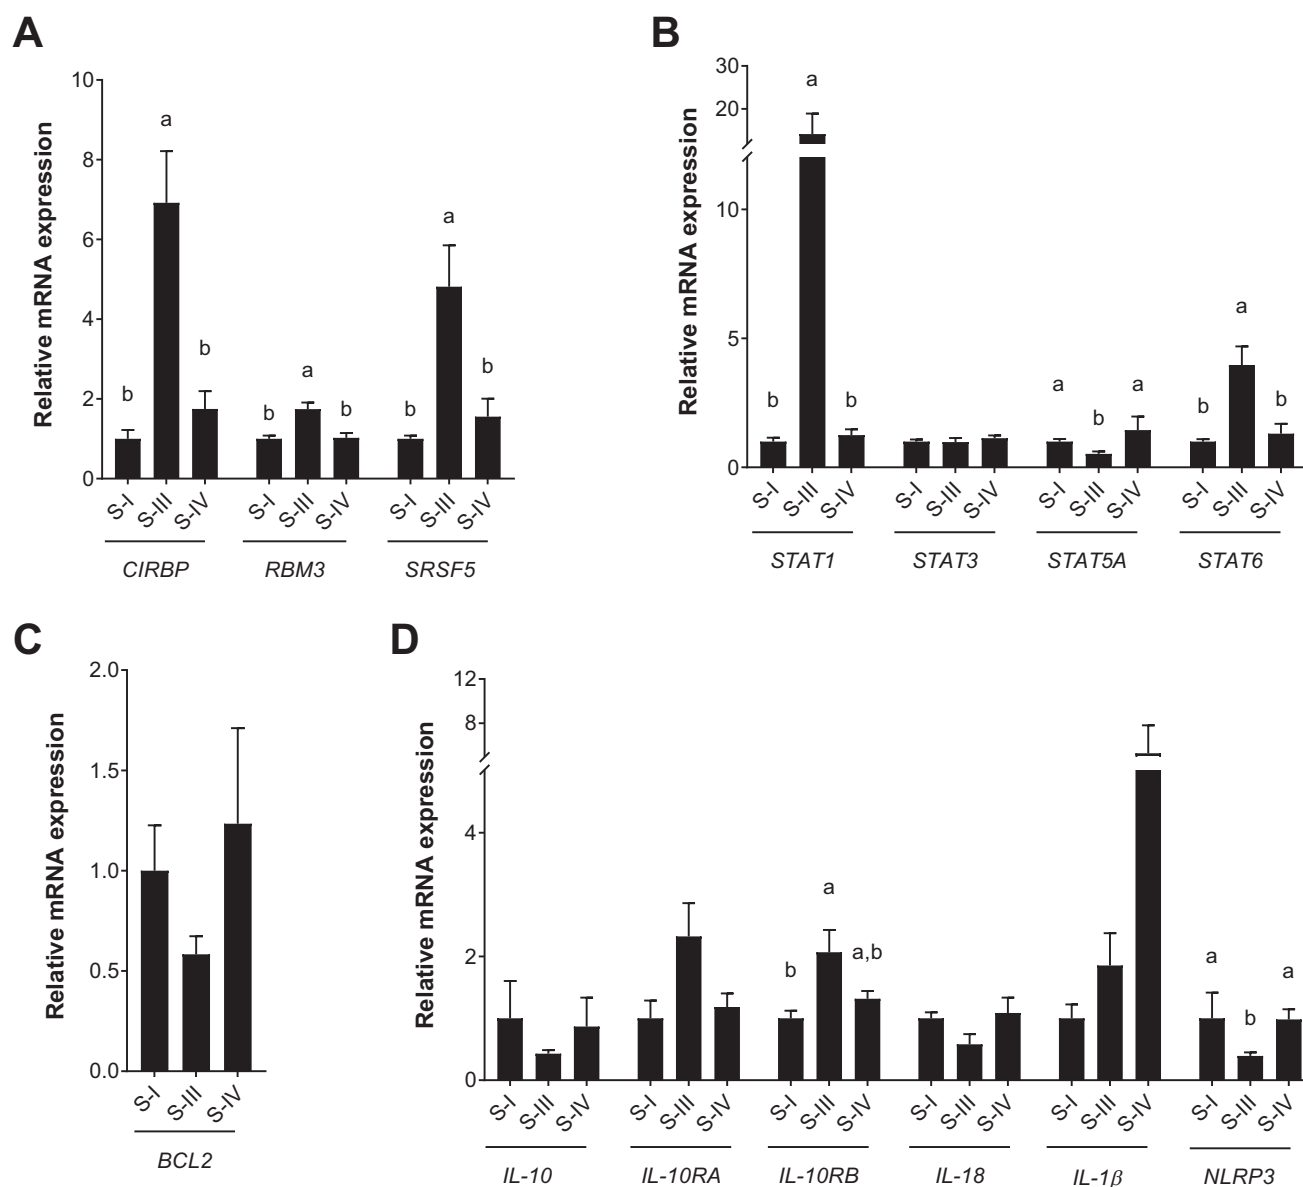 A
Relative mRNA expression
10
8
6
4
2
0
b a b b a b b a b
S-I S-III S-IV S-I S-III S-IV S-I S-III S-IV
CIRBP RBM3 SRSF5
B
Relative mRNA expression
30
20
10
5
0
b a b a b a b a b
S-I S-III S-IV S-I S-III S-IV S-I S-III S-IV S-I S-III S-IV
STAT1 STAT3 STAT5A STAT6
C
Relative mRNA expression
2.0
1.5
1.0
0.5
0.0
S-I S-III S-IV
BCL2
D
Relative mRNA expression
12
8
4
2
0
b a a,b a b a
S-I S-III S-IV S-I S-III S-IV S-I S-III S-IV S-I S-III S-IV S-I S-III S-IV S-I S-III S-IV
IL-10 IL-10RA IL-10RB IL-18 IL-1β NLRP3